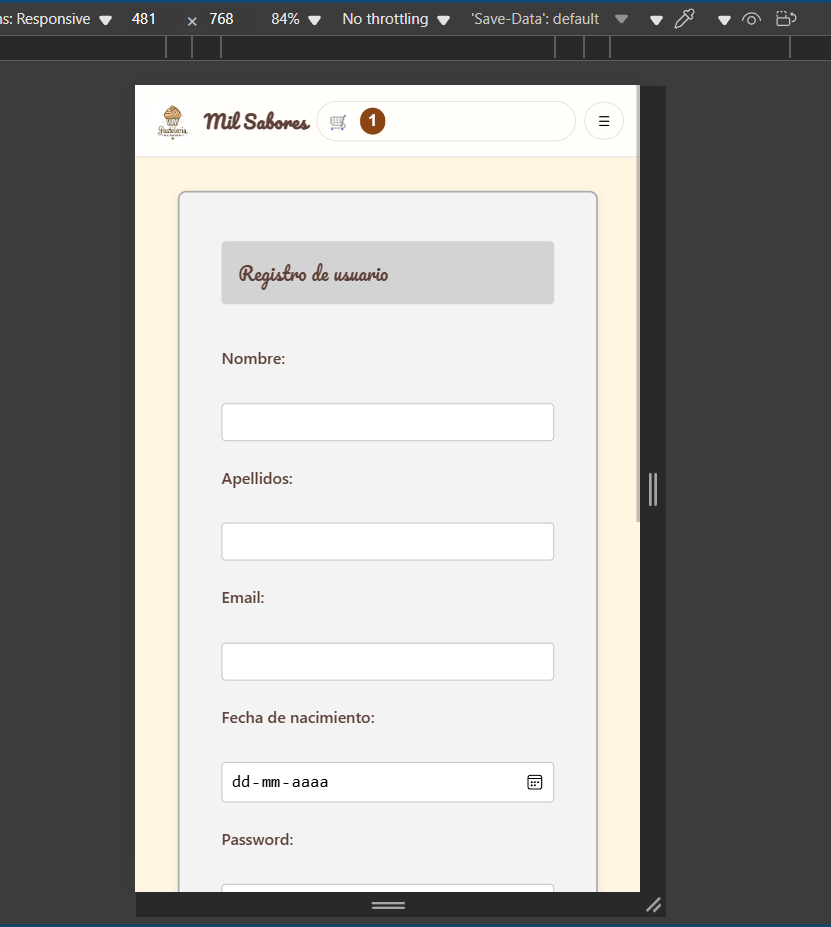 ns: Responsive 481 × 768 84% No throttling 'Save-Data': default
Pastelería
Mil Sabores 1 ☰
Registro de usuario
Nombre:
Apellidos:
Email:
Fecha de nacimiento:
dd-mm-aaaa
Password: